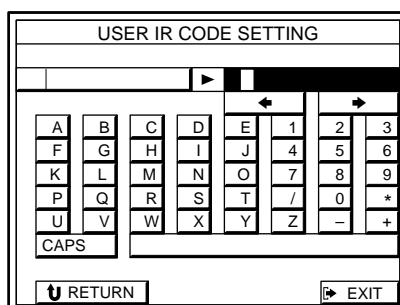 USER IR CODE SETTING
A B C D E 1 2 3
F G H I J 4 5 6
K L M N O 7 8 9
P Q R S T / 0 *
U V W X Y Z – +
CAPS
RETURN EXIT